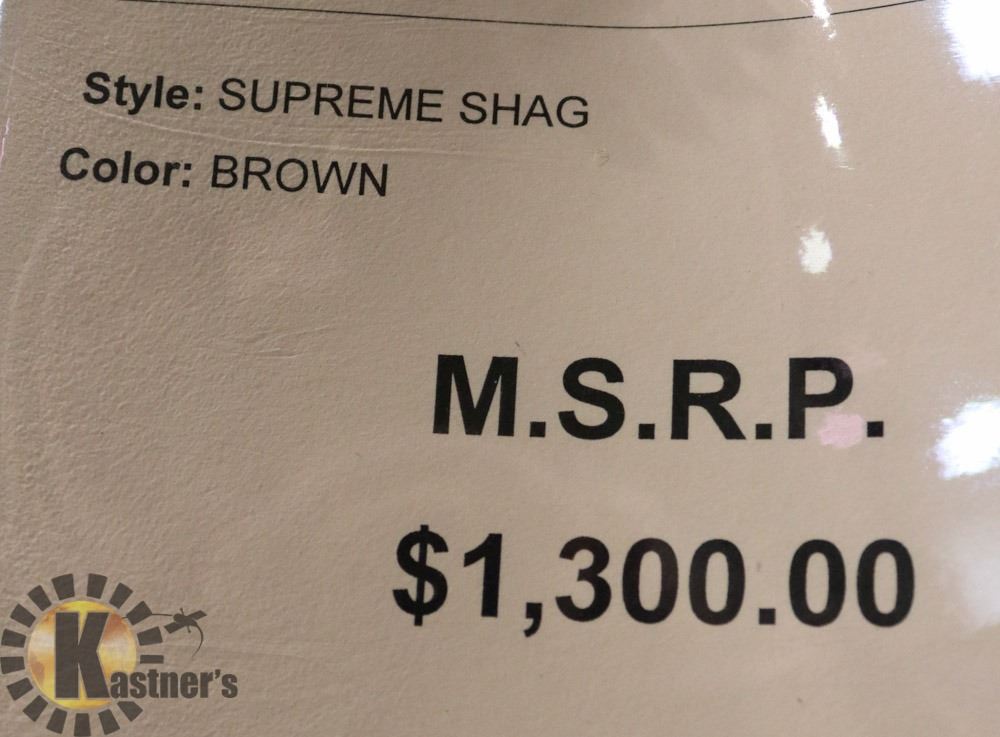 Style: SUPREME SHAG
Color: BROWN
M.S.R.P.
$1,300.00
Kastner's